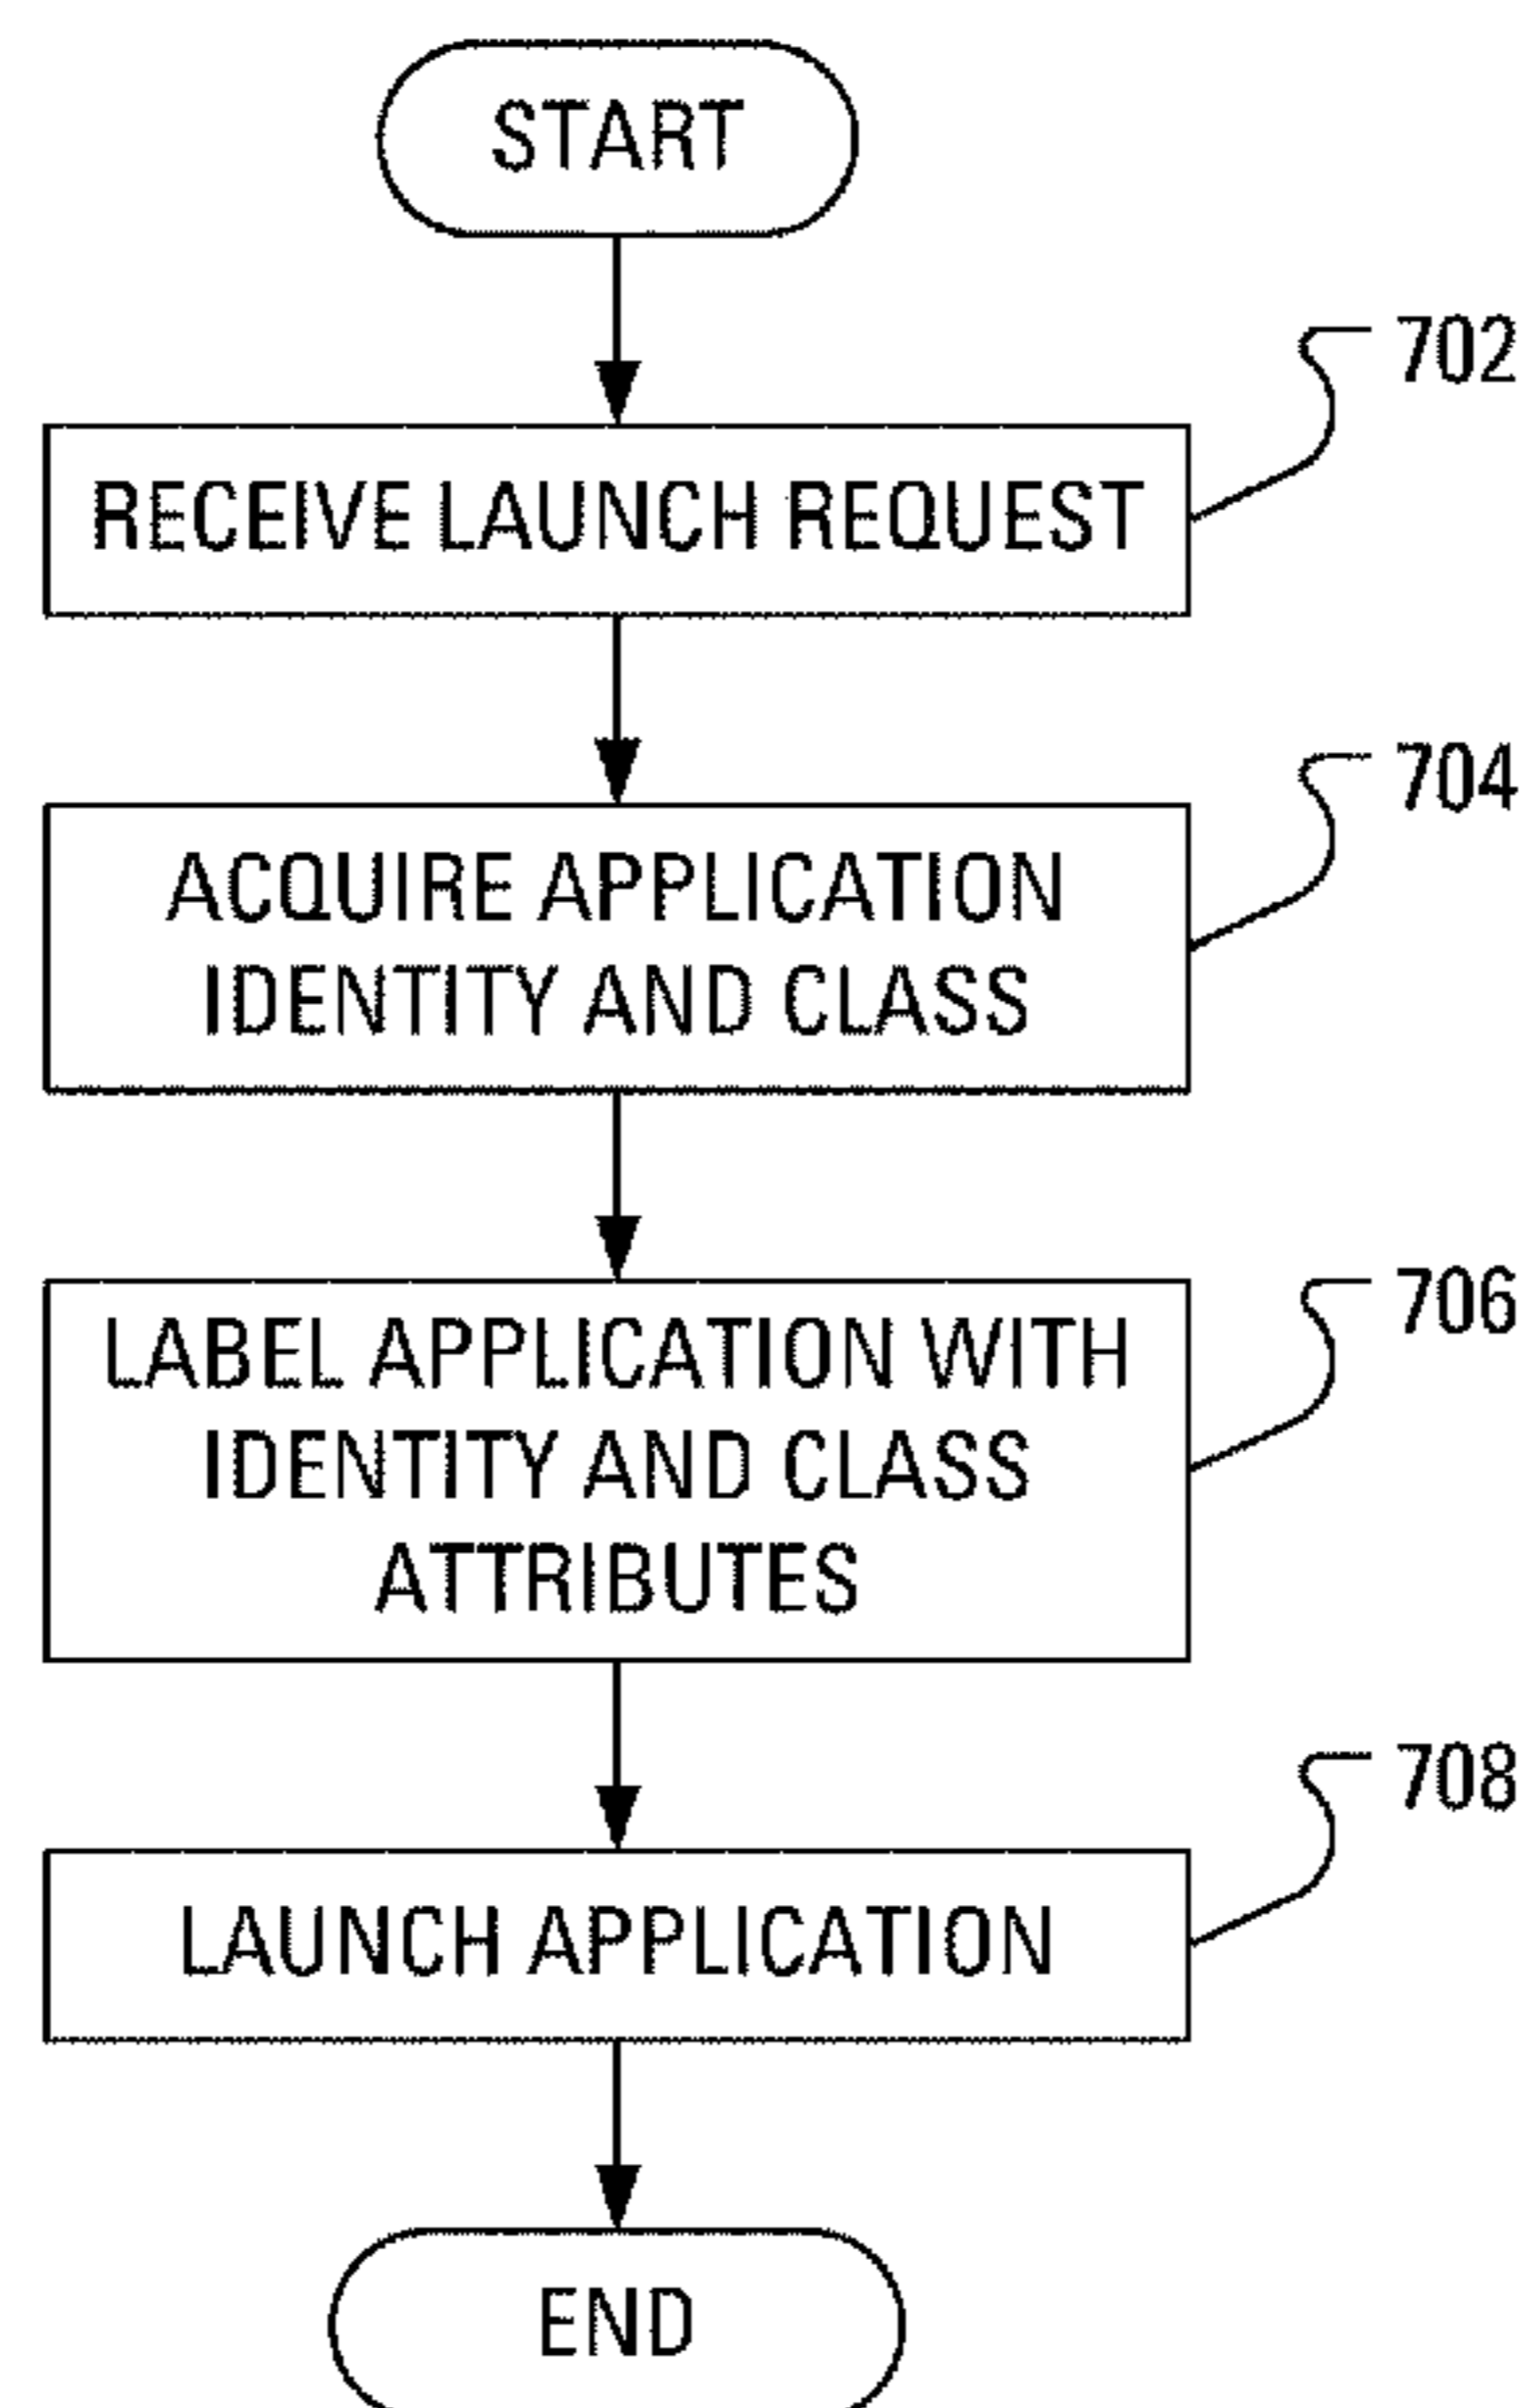 START
702
RECEIVE LAUNCH REQUEST
704
ACQUIRE APPLICATION
IDENTITY AND CLASS
706
LABEL APPLICATION WITH
IDENTITY AND CLASS
ATTRIBUTES
708
LAUNCH APPLICATION
END